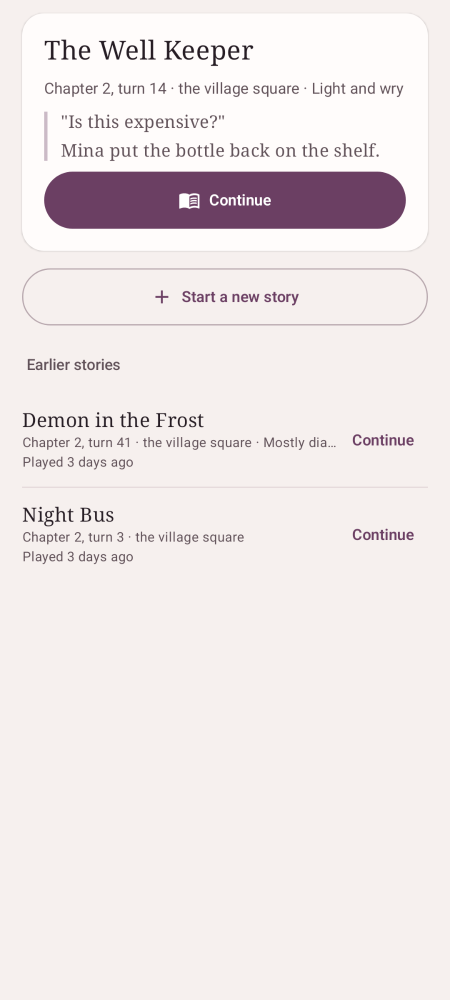 The Well Keeper
Chapter 2, turn 14 · the village square · Light and wry
"Is this expensive?"
Mina put the bottle back on the shelf.
Continue
Start a new story
Earlier stories
Demon in the Frost
Chapter 2, turn 41 · the village square · Mostly dia…
Played 3 days ago
Continue
Night Bus
Chapter 2, turn 3 · the village square
Played 3 days ago
Continue